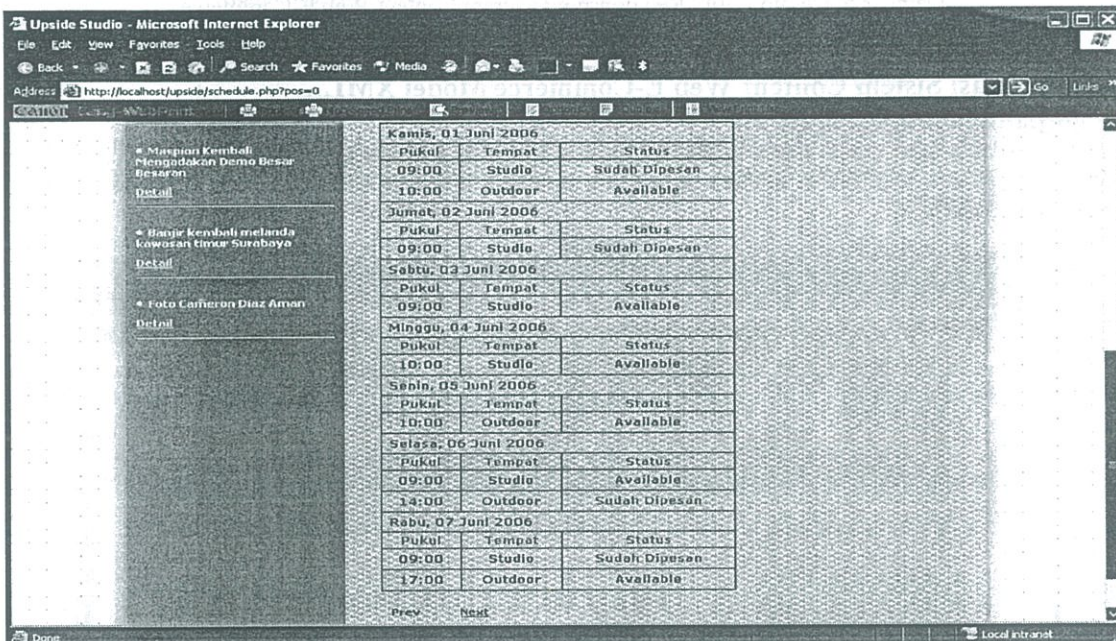 Upside Studio - Microsoft Internet Explorer
File Edit View Favorites Tools Help
Back Search Favorites Media
Address http://localhost/upside/schedule.php?pos=0 Go Links
Canon
• Maspion Kembali
Mengadakan Demo Besar
Besaran
Detail
• Banjir kembali melanda
kawasan timur Surabaya
Detail
• Foto Cameron Diaz Aman
Detail
Kamis, 01 Juni 2006
Pukul Tempat Status
09:00 Studio Sudah Dipesan
10:00 Outdoor Available
Jumat, 02 Juni 2006
Pukul Tempat Status
09:00 Studio Sudah Dipesan
Sabtu, 03 Juni 2006
Pukul Tempat Status
09:00 Studio Available
Minggu, 04 Juni 2006
Pukul Tempat Status
10:00 Studio Available
Senin, 05 Juni 2006
Pukul Tempat Status
10:00 Outdoor Available
Selasa, 06 Juni 2006
Pukul Tempat Status
09:00 Studio Available
14:00 Outdoor Sudah Dipesan
Rabu, 07 Juni 2006
Pukul Tempat Status
09:00 Studio Sudah Dipesan
17:00 Outdoor Available
Prev Next
Done Local intranet